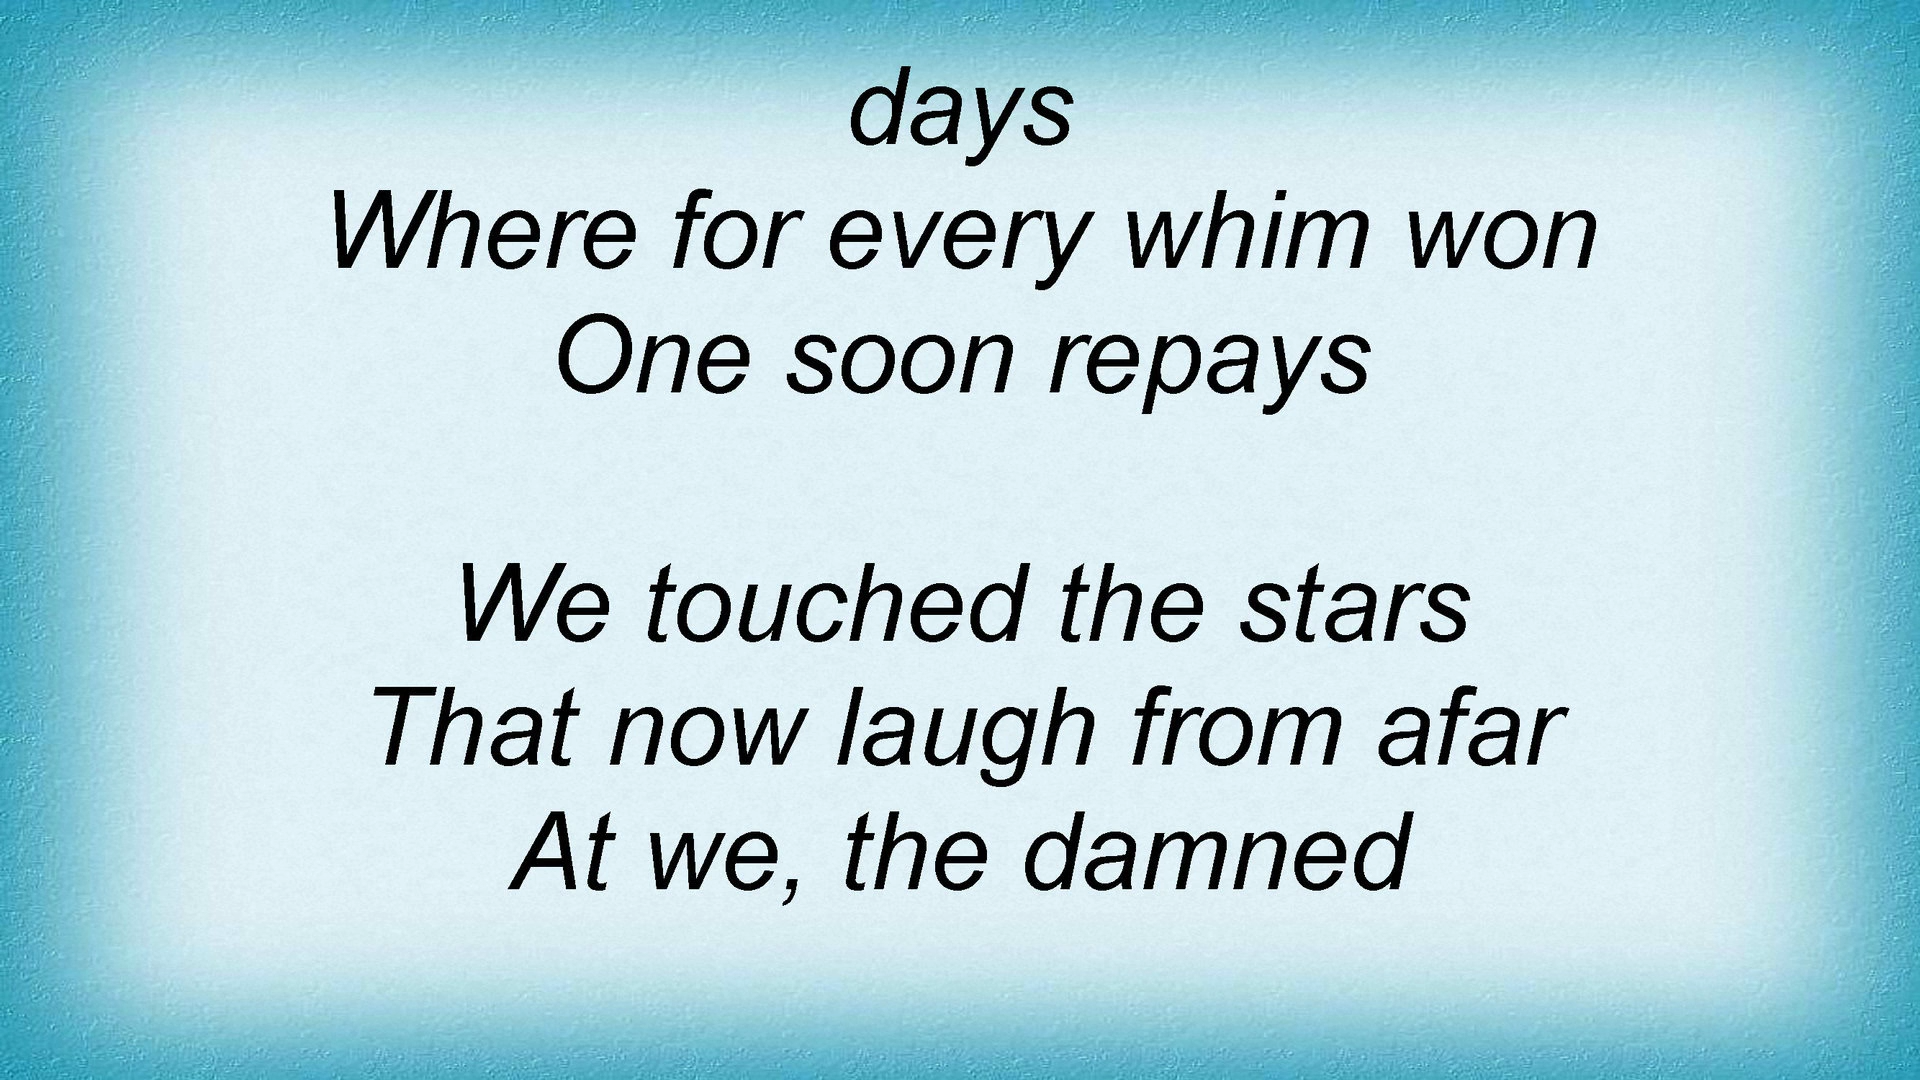 days
Where for every whim won
One soon repays
We touched the stars
That now laugh from afar
At we, the damned